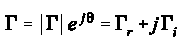 Γ = |Γ| e^{jθ} = Γ_r + jΓ_i